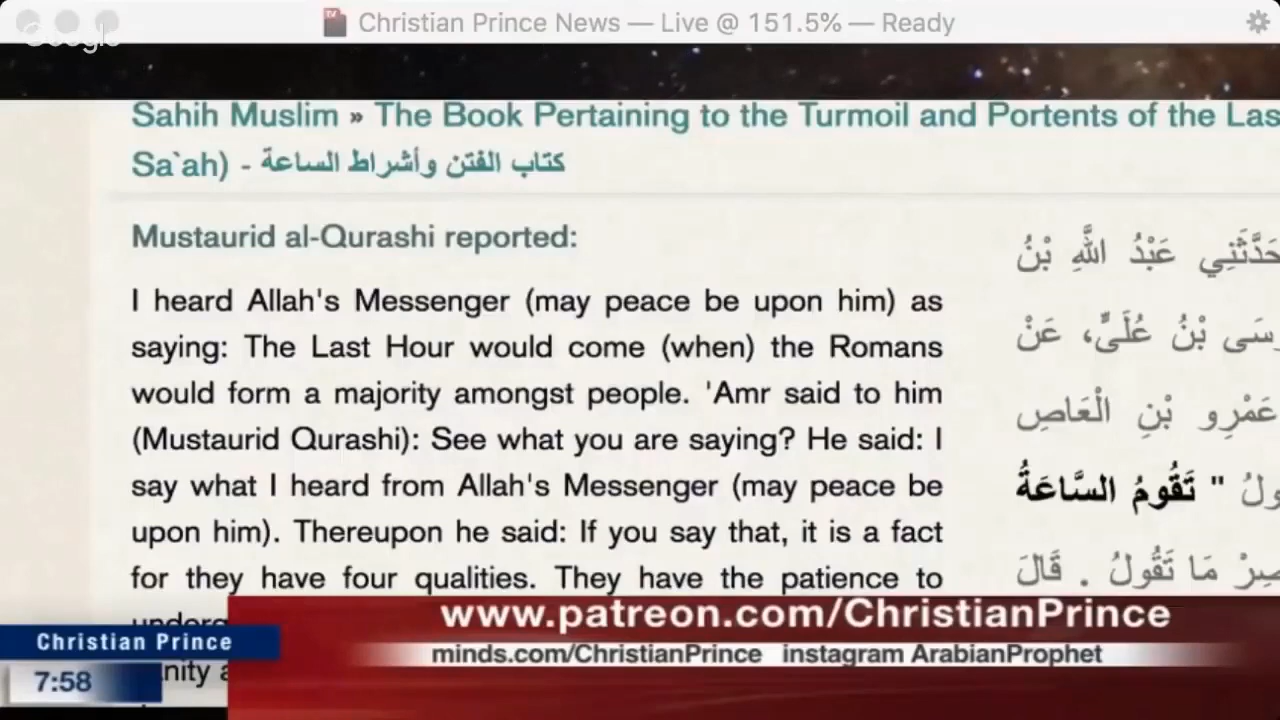 Christian Prince News — Live @ 151.5% — Ready
Google
Sahih Muslim » The Book Pertaining to the Turmoil and Portents of the Las
Sa`ah) - كتاب الفتن وأشراط الساعة
Mustaurid al-Qurashi reported:
I heard Allah's Messenger (may peace be upon him) as
saying: The Last Hour would come (when) the Romans
would form a majority amongst people. 'Amr said to him
(Mustaurid Qurashi): See what you are saying? He said: I
say what I heard from Allah's Messenger (may peace be
upon him). Thereupon he said: If you say that, it is a fact
for they have four qualities. They have the patience to
حَدَّثَنِي عَبْدُ اللَّهِ بْنُ
وسَى بْنُ عُلَىٍّ، عَنْ
عَمْرِو بْنِ الْعَاصِ
ولُ " تَقُومُ السَّاعَةُ
صِرْ مَا تَقُولُ . قَالَ
www.patreon.com/ChristianPrince
Christian Prince
minds.com/ChristianPrince instagram ArabianProphet
7:58